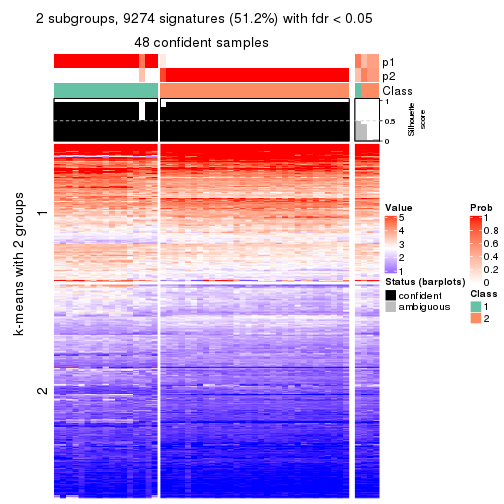 2 subgroups, 9274 signatures (51.2%) with fdr < 0.05
48 confident samples
p1
p2
Class
1
0.5
0
Silhouette
score
k-means with 2 groups
1
2
Value
5
4
3
2
1
Status (barplots)
confident
ambiguous
Prob
1
0.8
0.6
0.4
0.2
0
Class
1
2